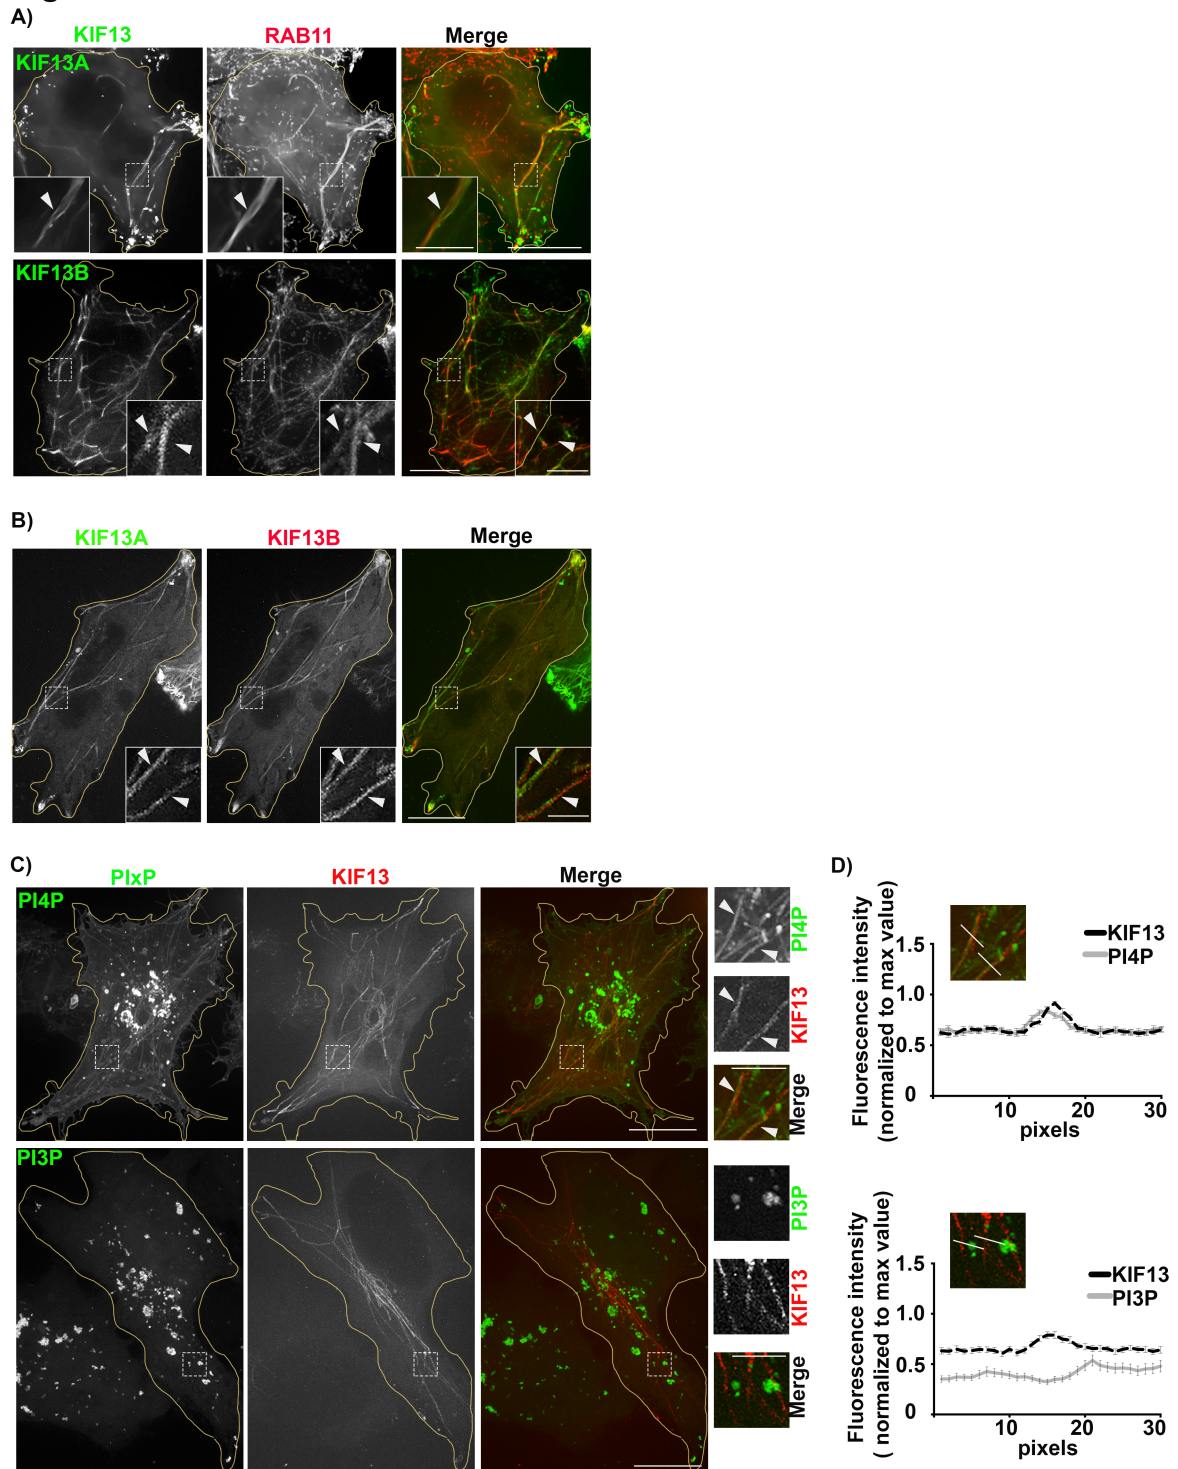 A)
KIF13 RAB11 Merge
KIF13A
KIF13B
B)
KIF13A KIF13B Merge
C)
PIxP KIF13 Merge
PI4P
PI4P
KIF13
Merge
PI3P
PI3P
KIF13
Merge
D)
Fluorescence intensity
(normalized to max value)
1.5
1.0
0.5
0
10 20 30
pixels
KIF13
PI4P
Fluorescence intensity
( normalized to max value)
1.5
1.0
0.5
0
10 20 30
pixels
KIF13
PI3P